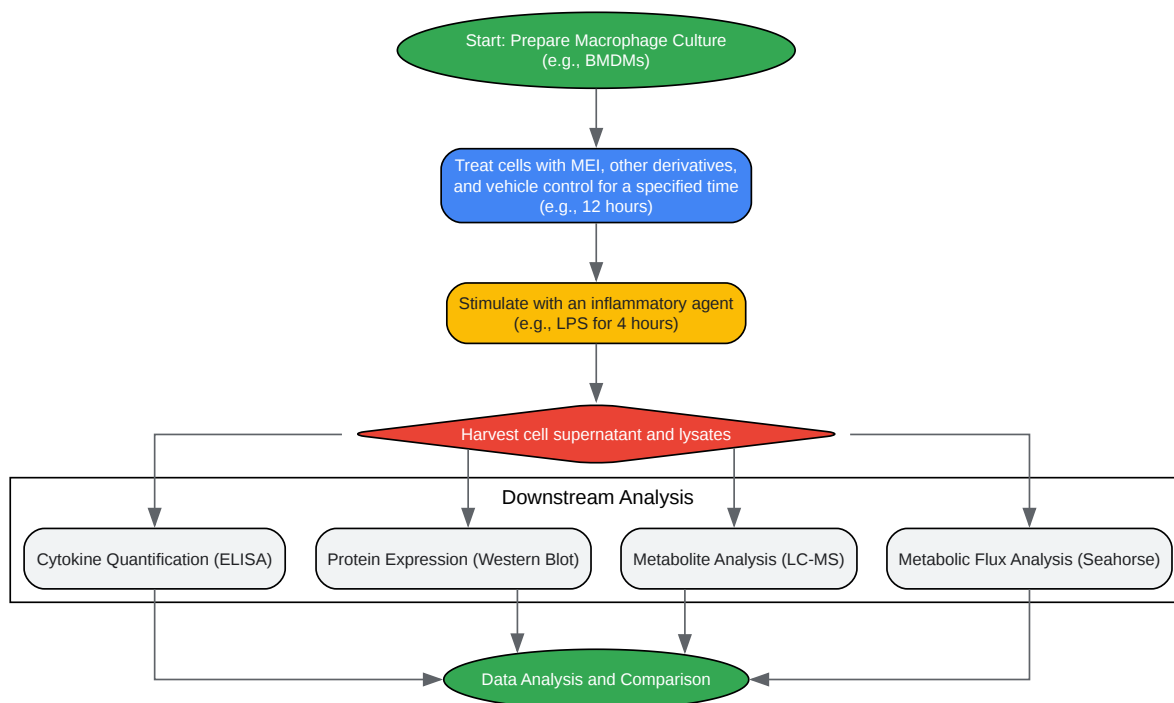 Start: Prepare Macrophage Culture
(e.g., BMDMs)
Treat cells with MEI, other derivatives,
and vehicle control for a specified time
(e.g., 12 hours)
Stimulate with an inflammatory agent
(e.g., LPS for 4 hours)
Harvest cell supernatant and lysates
Downstream Analysis
Cytokine Quantification (ELISA)
Protein Expression (Western Blot)
Metabolite Analysis (LC-MS)
Metabolic Flux Analysis (Seahorse)
Data Analysis and Comparison